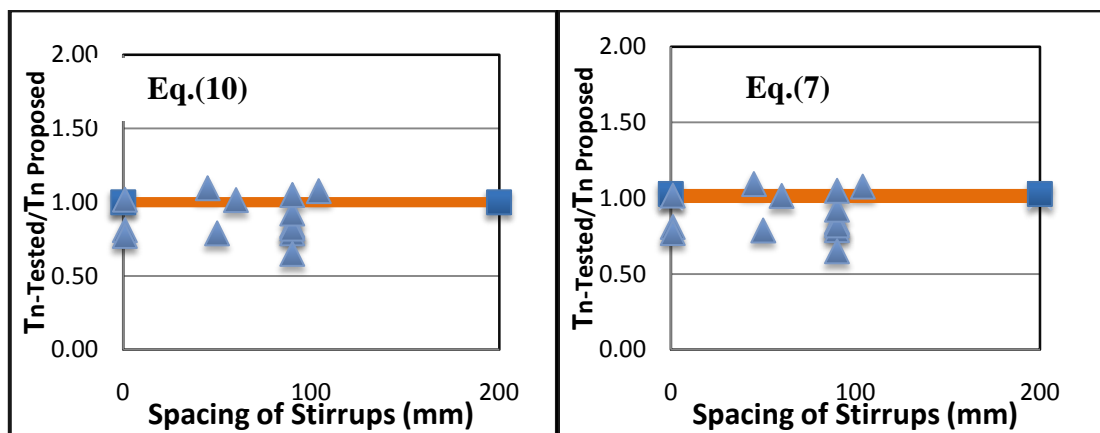 Tn-Tested/Tn Proposed
2.00
1.50
1.00
0.50
0.00
Eq.(10)
0
100
200
Spacing of Stirrups (mm)
Tn-Tested/Tn Proposed
2.00
1.50
1.00
0.50
0.00
Eq.(7)
0
100
200
Spacing of Stirrups (mm)